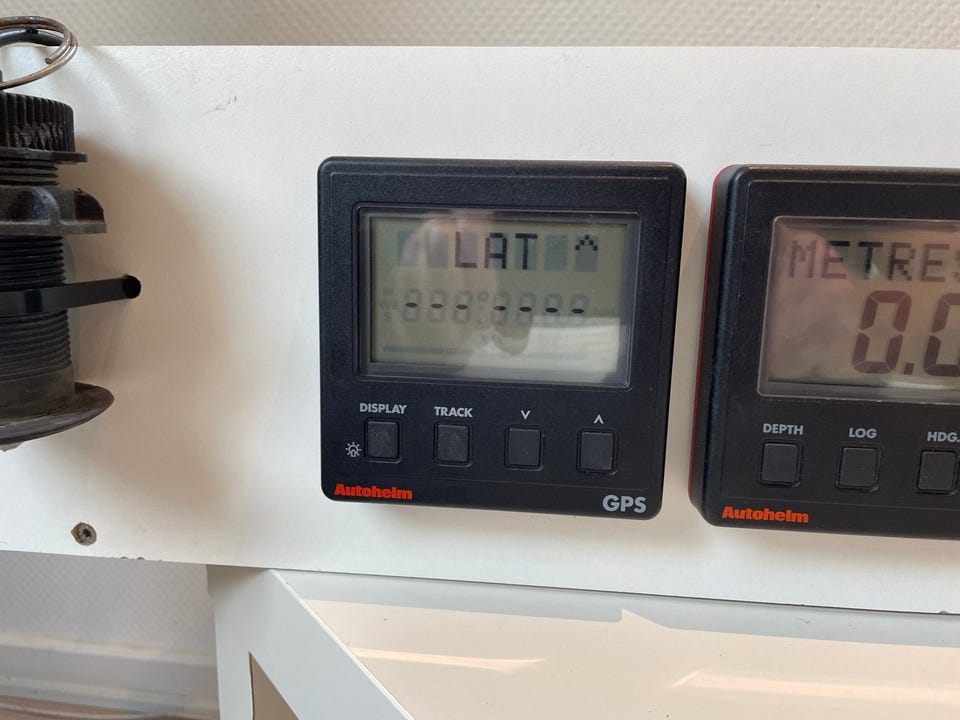 LAT ^
--- ----
DISPLAY TRACK V Λ
Autohelm
GPS
METRES
0.0
DEPTH LOG HDG.
Autohelm